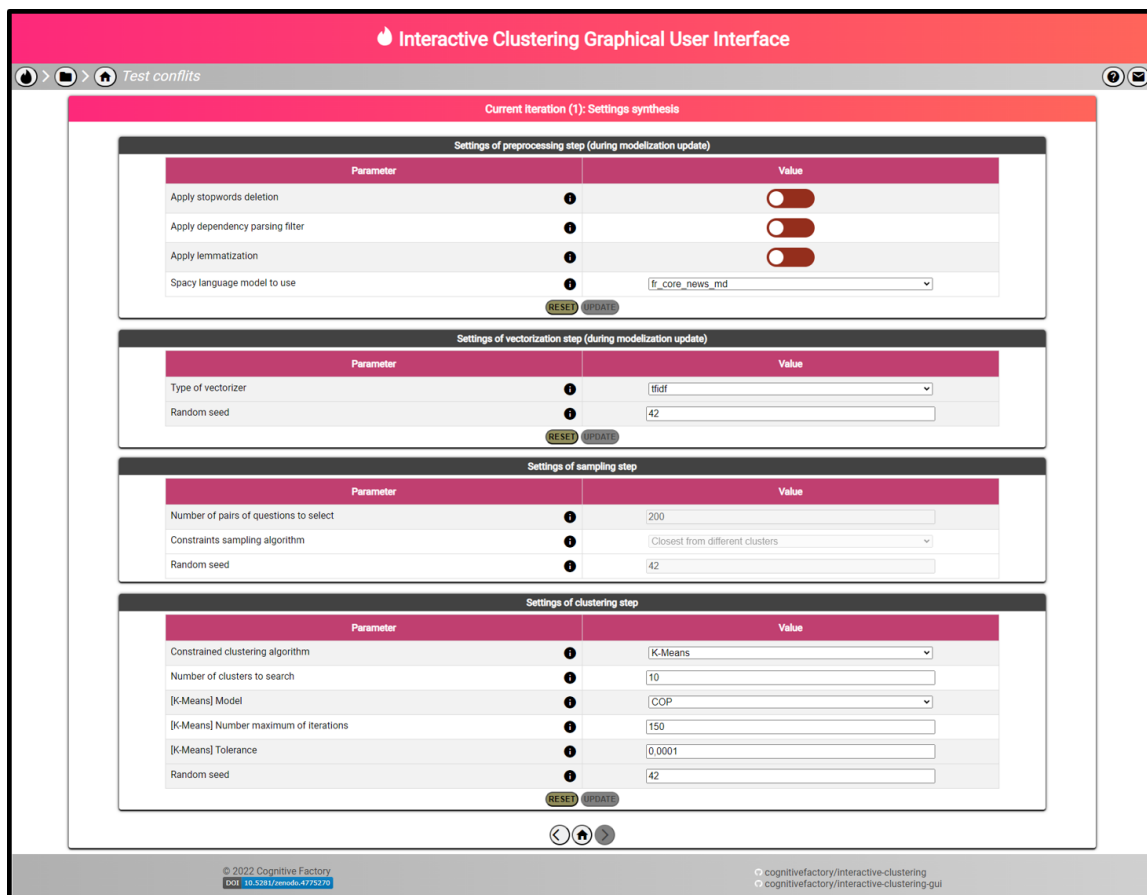 Interactive Clustering Graphical User Interface
Test conflits
Current iteration (1): Settings synthesis
Settings of preprocessing step (during modelization update)
Parameter Value
Apply stopwords deletion
Apply dependency parsing filter
Apply lemmatization
Spacy language model to use fr_core_news_md
RESET UPDATE
Settings of vectorization step (during modelization update)
Parameter Value
Type of vectorizer tfidf
Random seed 42
RESET UPDATE
Settings of sampling step
Parameter Value
Number of pairs of questions to select 200
Constraints sampling algorithm Closest from different clusters
Random seed 42
Settings of clustering step
Parameter Value
Constrained clustering algorithm K-Means
Number of clusters to search 10
[K-Means] Model COP
[K-Means] Number maximum of iterations 150
[K-Means] Tolerance 0,0001
Random seed 42
RESET UPDATE
© 2022 Cognitive Factory
DOI 10.5281/zenodo.4775270
cognitivefactory/interactive-clustering
cognitivefactory/interactive-clustering-gui